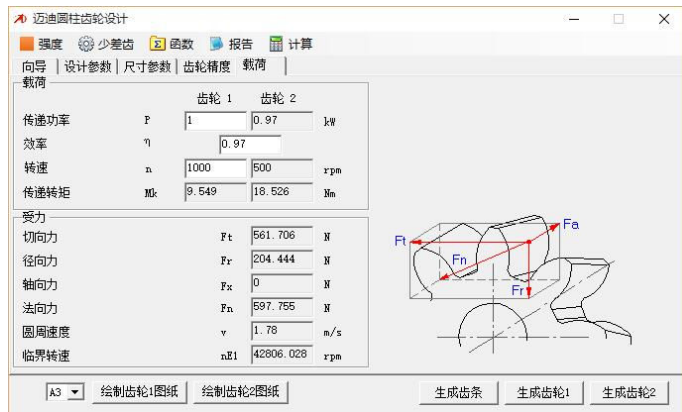 迈迪圆柱齿轮设计
强度 少差齿 函数 报告 计算
向导 设计参数 尺寸参数 齿轮精度 载荷
载荷
齿轮 1 齿轮 2
传递功率 P 1 0.97 kW
效率 η 0.97
转速 n 1000 500 rpm
传递转矩 Mk 9.549 18.526 Nm
受力
切向力 Ft 561.706 N
径向力 Fr 204.444 N
轴向力 Fx 0 N
法向力 Fn 597.755 N
圆周速度 v 1.78 m/s
临界转速 nE1 42806.028 rpm
Fa
Ft
Fn
Fr
A3 绘制齿轮1图纸 绘制齿轮2图纸 生成齿条 生成齿轮1 生成齿轮2